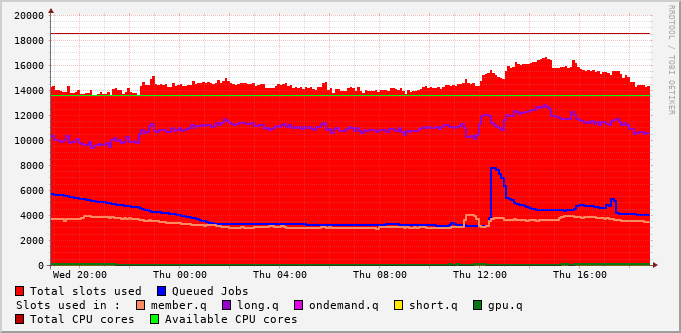 20000
18000
16000
14000
12000
10000
8000
6000
4000
2000
0
Wed 20:00 Thu 00:00 Thu 04:00 Thu 08:00 Thu 12:00 Thu 16:00
RRDTOOL / TOBI OETIKER
Total slots used Queued Jobs
Slots used in : member.q long.q ondemand.q short.q gpu.q
Total CPU cores Available CPU cores